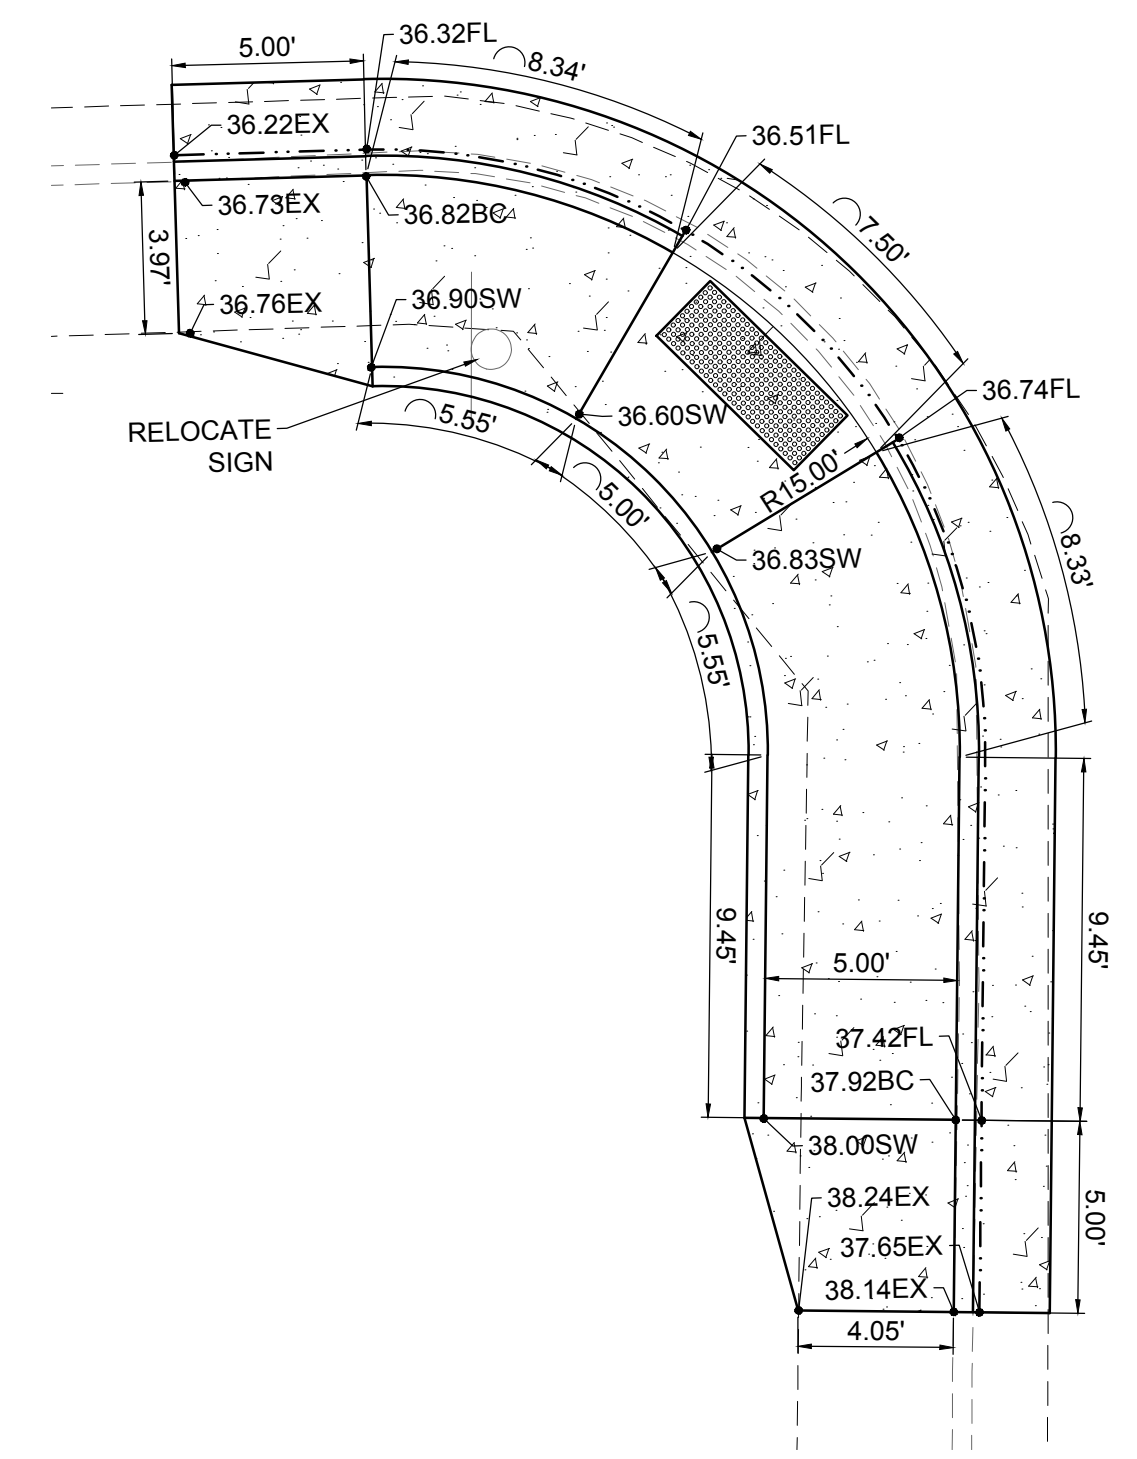 36.32FL
5.00'
8.34'
36.22EX
36.51FL
36.73EX
36.82BC
7.50'
3.97'
36.76EX
36.90SW
36.74FL
RELOCATE
SIGN
5.55'
36.60SW
R15.00'
5.00'
36.83SW
8.33'
5.55'
9.45'
9.45'
5.00'
37.42FL
37.92BC
38.00SW
38.24EX
5.00'
37.65EX
38.14EX
4.05'